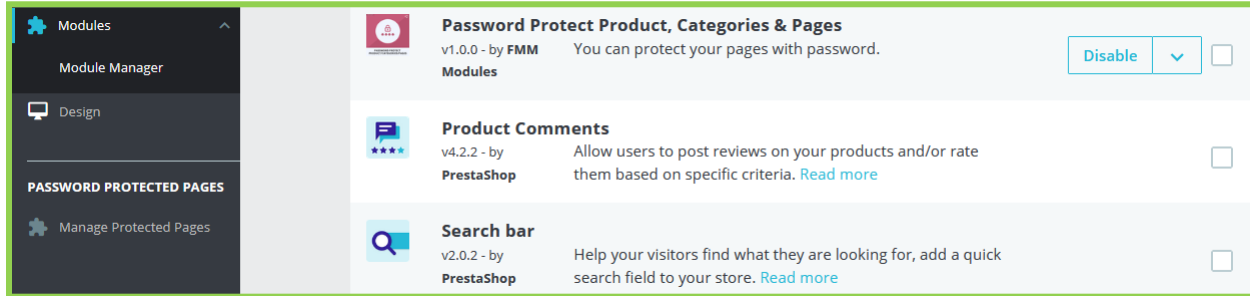 Modules
Module Manager
Design
PASSWORD PROTECTED PAGES
Manage Protected Pages
Password Protect Product, Categories & Pages
v1.0.0 - by FMM
Modules
You can protect your pages with password.
Disable
Product Comments
v4.2.2 - by
PrestaShop
Allow users to post reviews on your products and/or rate
them based on specific criteria. Read more
Search bar
v2.0.2 - by
PrestaShop
Help your visitors find what they are looking for, add a quick
search field to your store. Read more